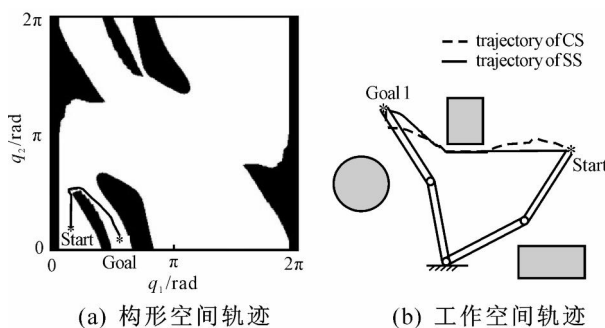 2π
q₂/rad
π
0
Start
Goal
0
π
2π
q₁/rad
(a) 构形空间轨迹
trajectory of CS
trajectory of SS
Goal 1
Start
(b) 工作空间轨迹